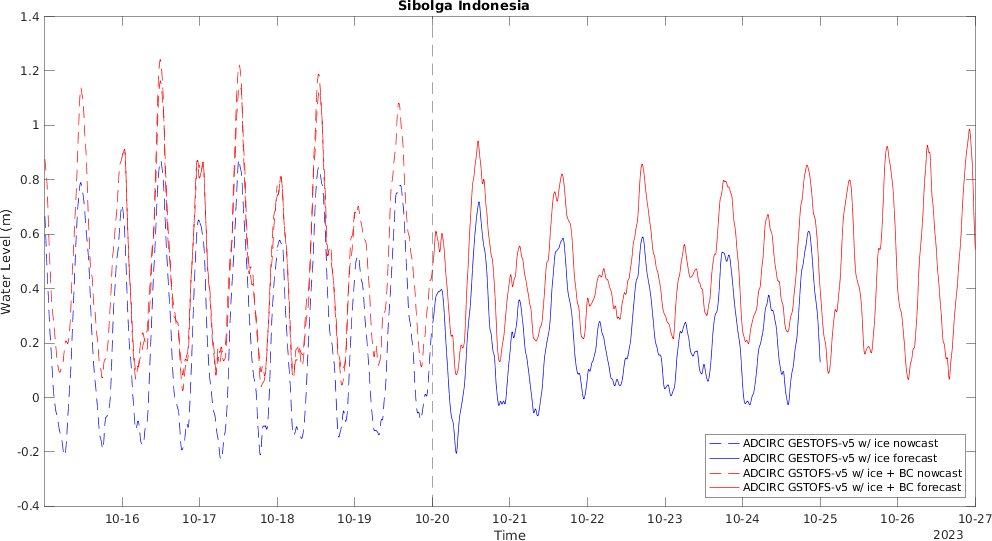 Sibolga Indonesia
1.4
1.2
1
0.8
0.6
0.4
0.2
0
-0.2
-0.4
Water Level (m)
10-16 10-17 10-18 10-19 10-20 10-21 10-22 10-23 10-24 10-25 10-26 10-27
Time
2023
ADCIRC GESTOFS-v5 w/ ice nowcast
ADCIRC GESTOFS-v5 w/ ice forecast
ADCIRC GSTOFS-v5 w/ ice + BC nowcast
ADCIRC GSTOFS-v5 w/ ice + BC forecast